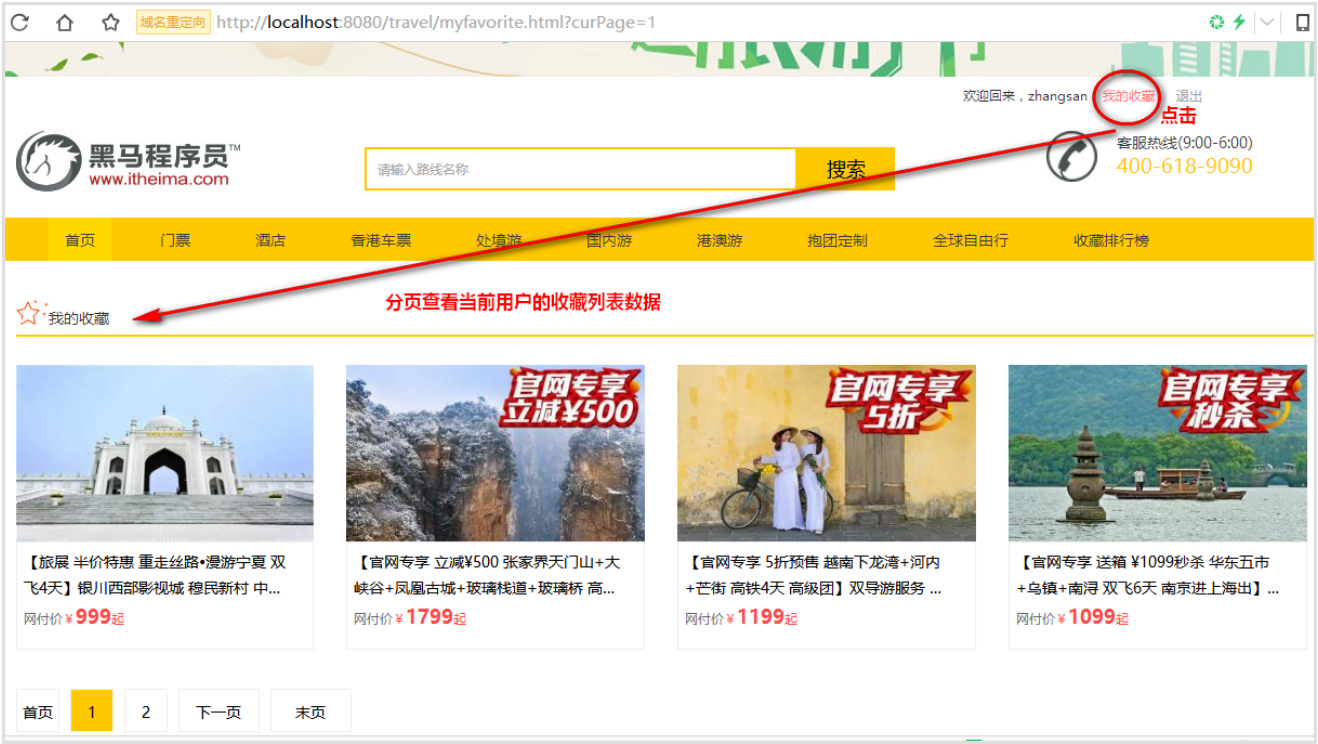 域名重定向 http://localhost:8080/travel/myfavorite.html?curPage=1
欢迎回来，zhangsan 我的收藏 退出
点击
黑马程序员™
www.itheima.com
请输入路线名称 搜索
客服热线(9:00-6:00)
400-618-9090
首页 门票 酒店 香港车票 处境游 国内游 港澳游 抱团定制 全球自由行 收藏排行榜
分页查看当前用户的收藏列表数据
我的收藏
官网专享
立减¥500
官网专享
5折
官网专享
秒杀
【旅展 半价特惠 重走丝路•漫游宁夏 双
飞4天】银川西部影视城 穆民新村 中...
网付价¥999起
【官网专享 立减¥500 张家界天门山+大
峡谷+凤凰古城+玻璃栈道+玻璃桥 高...
网付价¥1799起
【官网专享 5折预售 越南下龙湾+河内
+芒街 高铁4天 高级团】双导游服务 ...
网付价¥1199起
【官网专享 送箱 ¥1099秒杀 华东五市
+乌镇+南浔 双飞6天 南京进上海出】...
网付价¥1099起
首页 1 2 下一页 末页